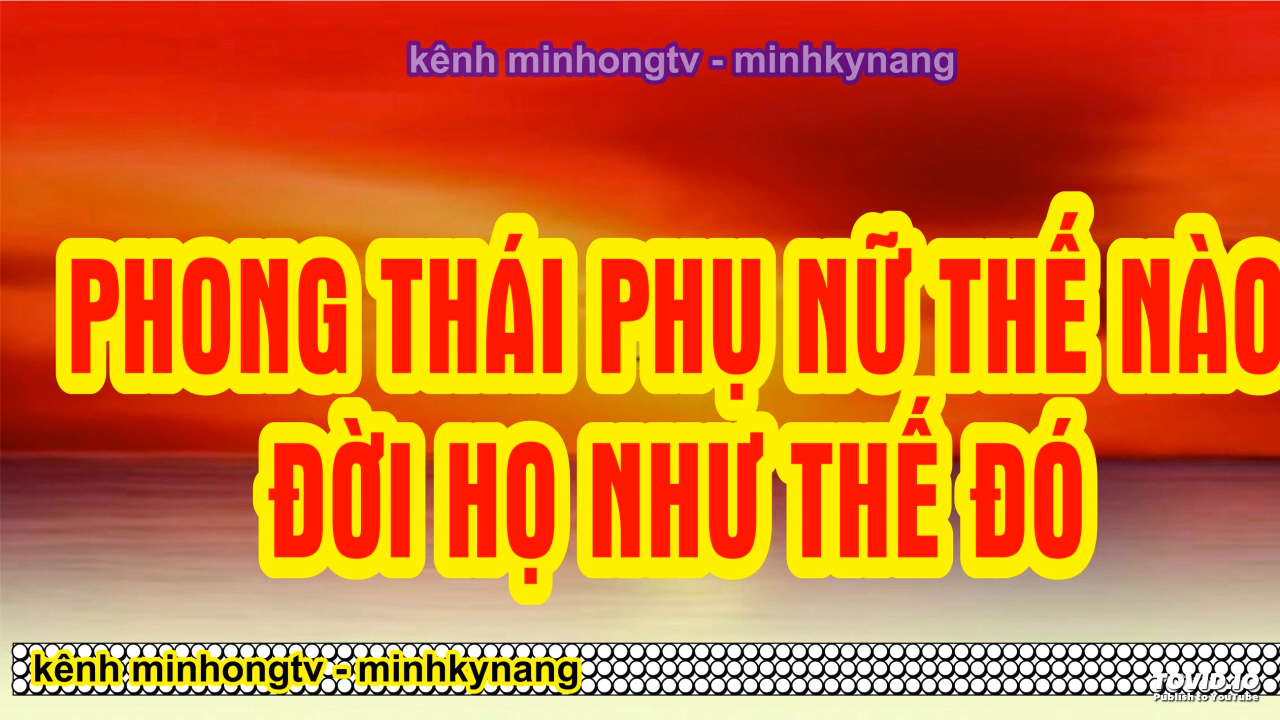 kênh minhongtv - minhkynang
PHONG THÁI PHỤ NỮ THẾ NÀO
ĐỜI HỌ NHƯ THẾ ĐÓ
kênh minhongtv - minhkynang
TOVID.IO
Publish to YouTube